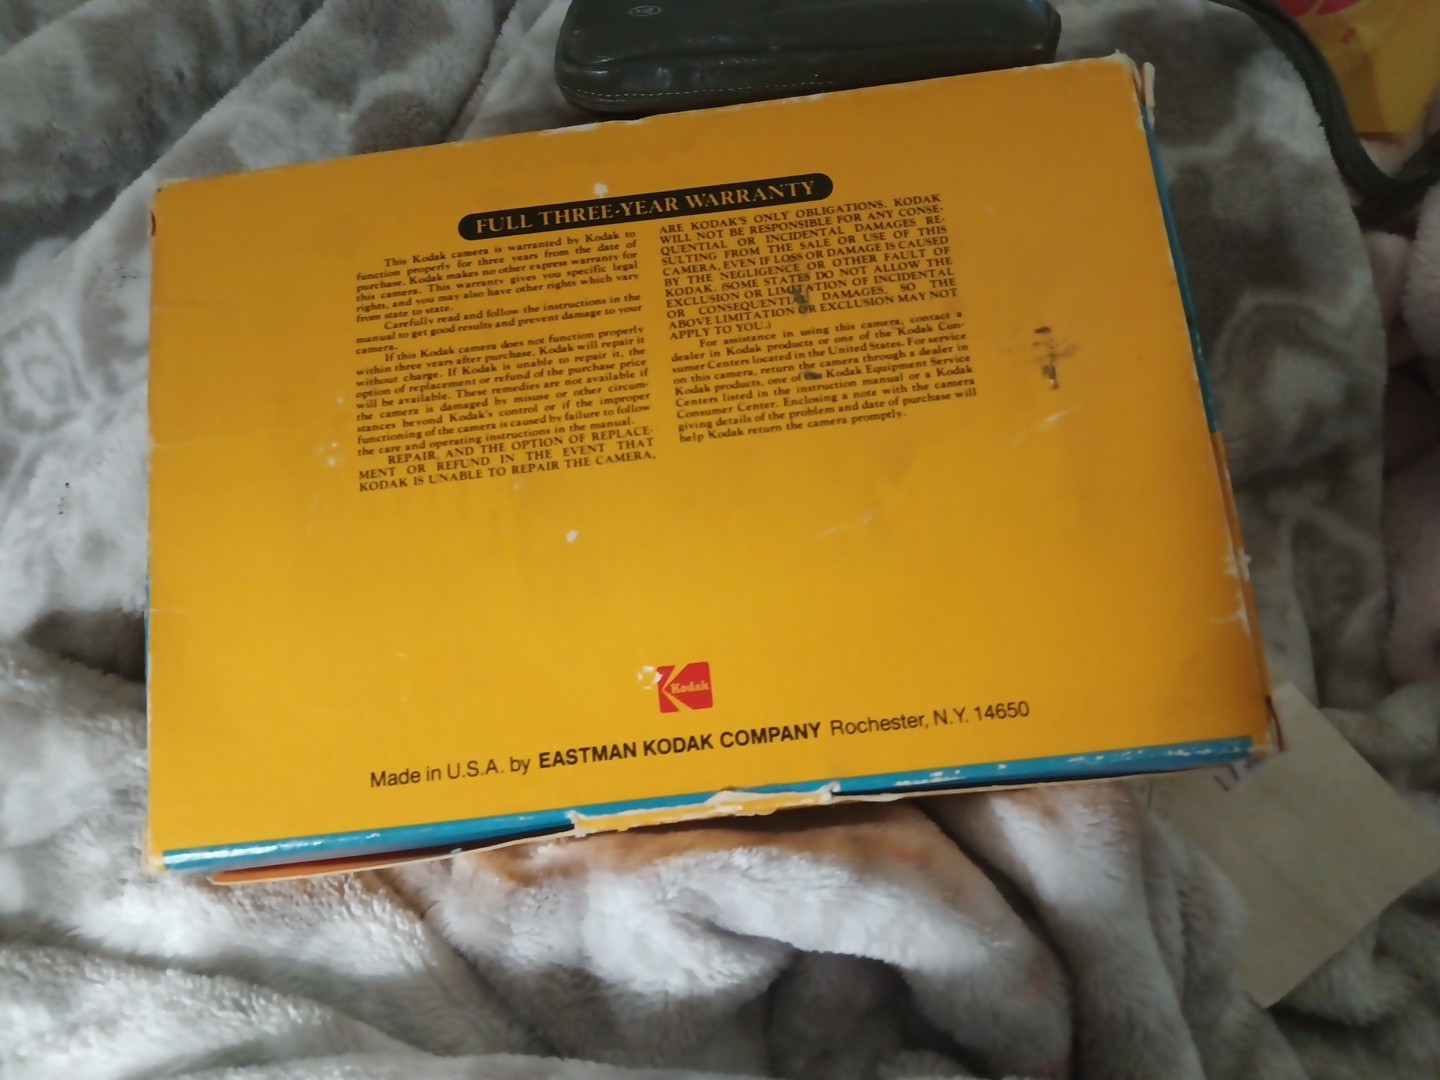 FULL THREE-YEAR WARRANTY
This Kodak camera is warranted by Kodak to
function properly for three years from the date of
purchase. Kodak makes no other express warranty for
this camera. This warranty gives you specific legal
rights, and you may also have other rights which vary
from state to state.
Carefully read and follow the instructions in the
manual to get good results and prevent damage to your
camera.
If this Kodak camera does not function properly
within three years after purchase, Kodak will repair it
without charge. If Kodak is unable to repair it, the
option of replacement or refund of the purchase price
will be available. These remedies are not available if
the camera is damaged by misuse or other circum-
stances beyond Kodak's control or if the improper
functioning of the camera is caused by failure to follow
the care and operating instructions in the manual.
REPAIR, AND THE OPTION OF REPLACE-
MENT OR REFUND IN THE EVENT THAT
KODAK IS UNABLE TO REPAIR THE CAMERA,
ARE KODAK'S ONLY OBLIGATIONS. KODAK
WILL NOT BE RESPONSIBLE FOR ANY CONSE-
QUENTIAL OR INCIDENTAL DAMAGES RE-
SULTING FROM THE SALE OR USE OF THIS
CAMERA, EVEN IF LOSS OR DAMAGE IS CAUSED
BY THE NEGLIGENCE OR OTHER FAULT OF
KODAK. (SOME STATES DO NOT ALLOW THE
EXCLUSION OR LIMITATION OF INCIDENTAL
OR CONSEQUENTIAL DAMAGES, SO THE
ABOVE LIMITATION OR EXCLUSION MAY NOT
APPLY TO YOU.)
For assistance in using this camera, contact a
dealer in Kodak products or one of the Kodak Con-
sumer Centers located in the United States. For service
on this camera, return the camera through a dealer in
Kodak products, one of the Kodak Equipment Service
Centers listed in the instruction manual or a Kodak
Consumer Center. Enclosing a note with the camera
giving details of the problem and date of purchase will
help Kodak return the camera promptly.
Kodak
Made in U.S.A. by EASTMAN KODAK COMPANY Rochester, N.Y. 14650